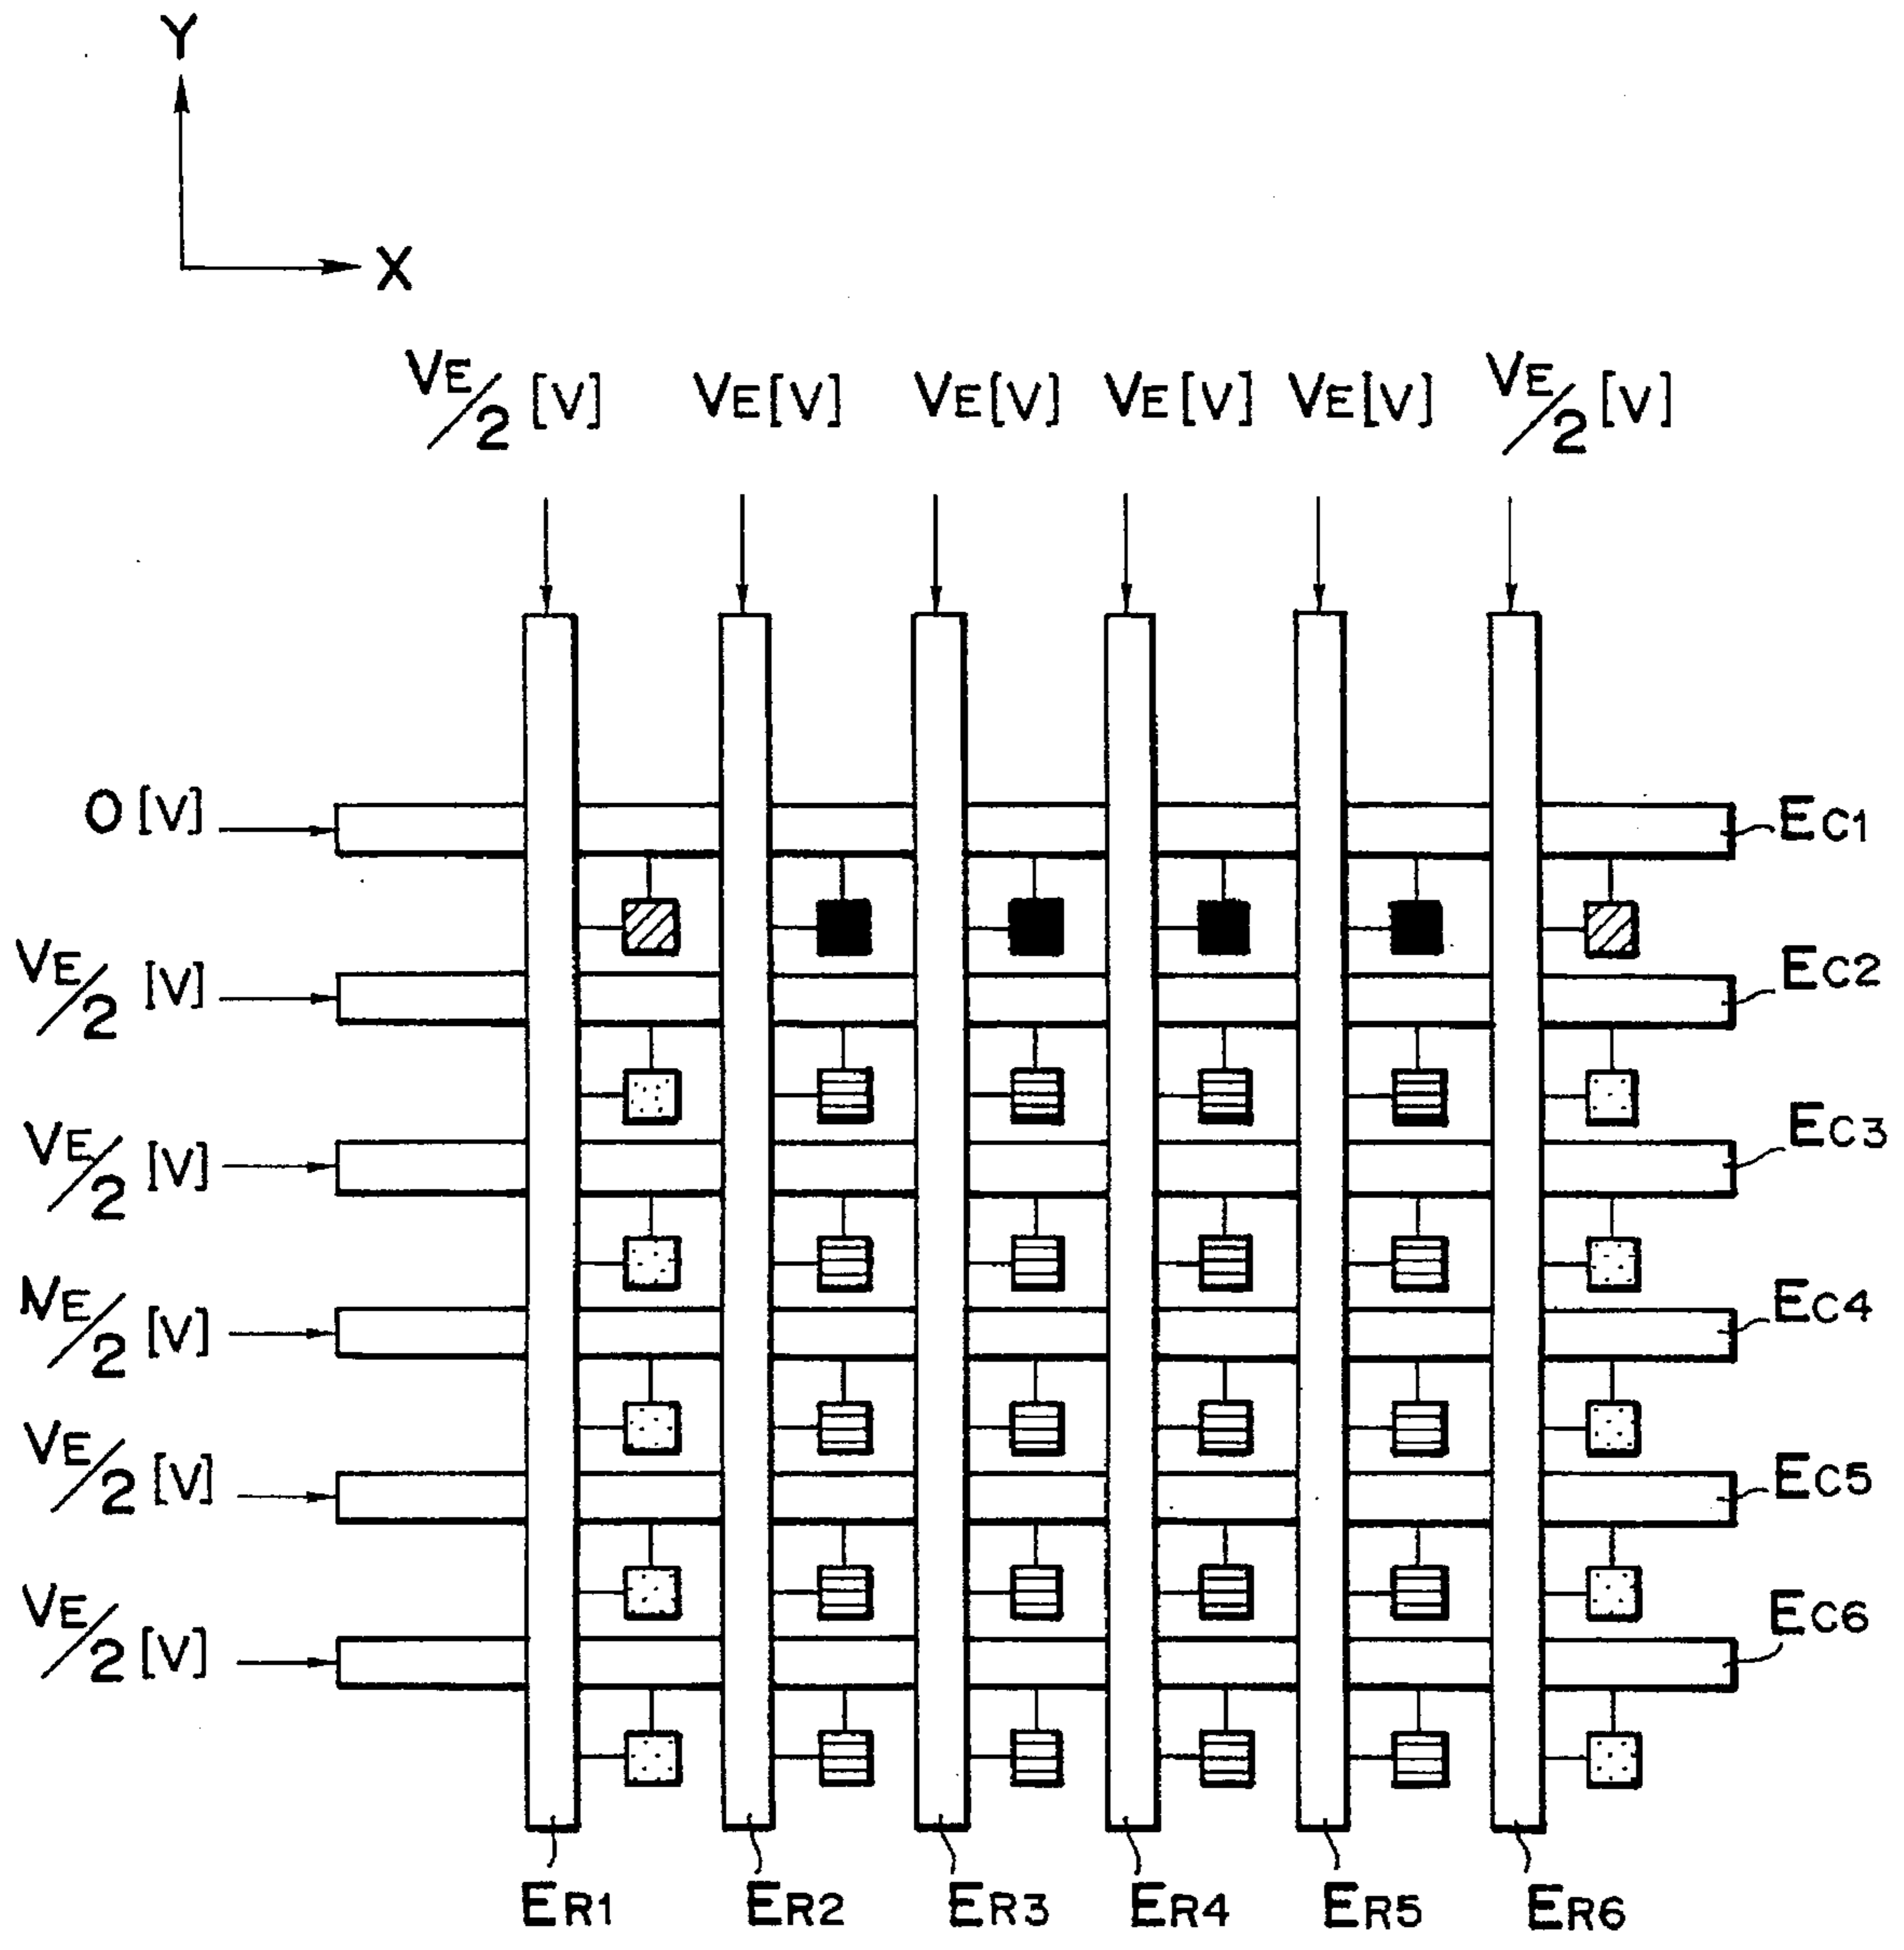 Y
X
VE/2 [V] VE[V] VE[V] VE[V] VE[V] VE/2 [V]
0[V]
EC1
VE/2 [V]
EC2
VE/2 [V]
EC3
VE/2 [V]
EC4
VE/2 [V]
EC5
VE/2 [V]
EC6
ER1 ER2 ER3 ER4 ER5 ER6